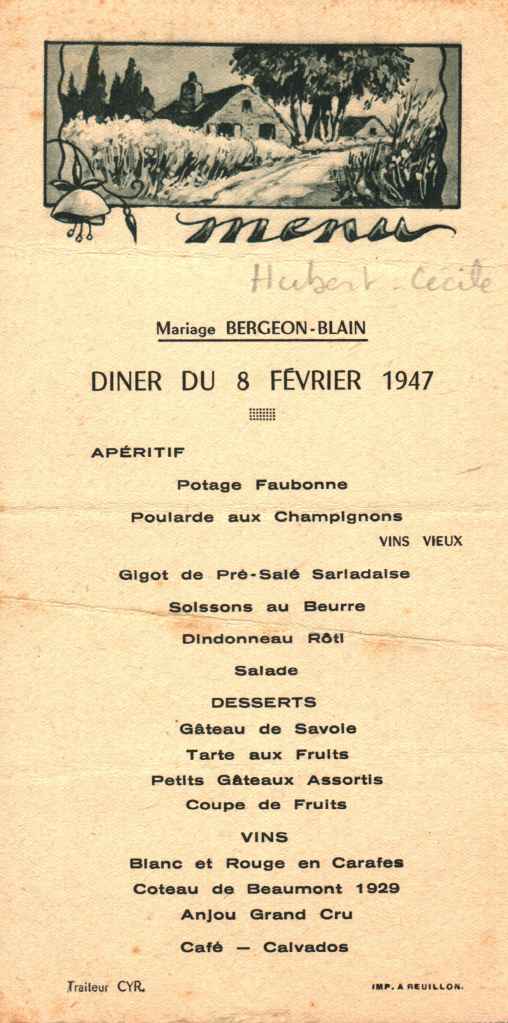 menu
Hubert - Cecile
Mariage BERGEON-BLAIN
DINER DU 8 FÉVRIER 1947
APÉRITIF
Potage Faubonne
Poularde aux Champignons
VINS VIEUX
Gigot de Pré-Salé Sarladaise
Soissons au Beurre
Dindonneau Rôti
Salade
DESSERTS
Gâteau de Savoie
Tarte aux Fruits
Petits Gâteaux Assortis
Coupe de Fruits
VINS
Blanc et Rouge en Carafes
Coteau de Beaumont 1929
Anjou Grand Cru
Café — Calvados
Traiteur CYR.
IMP. A REUILLON.